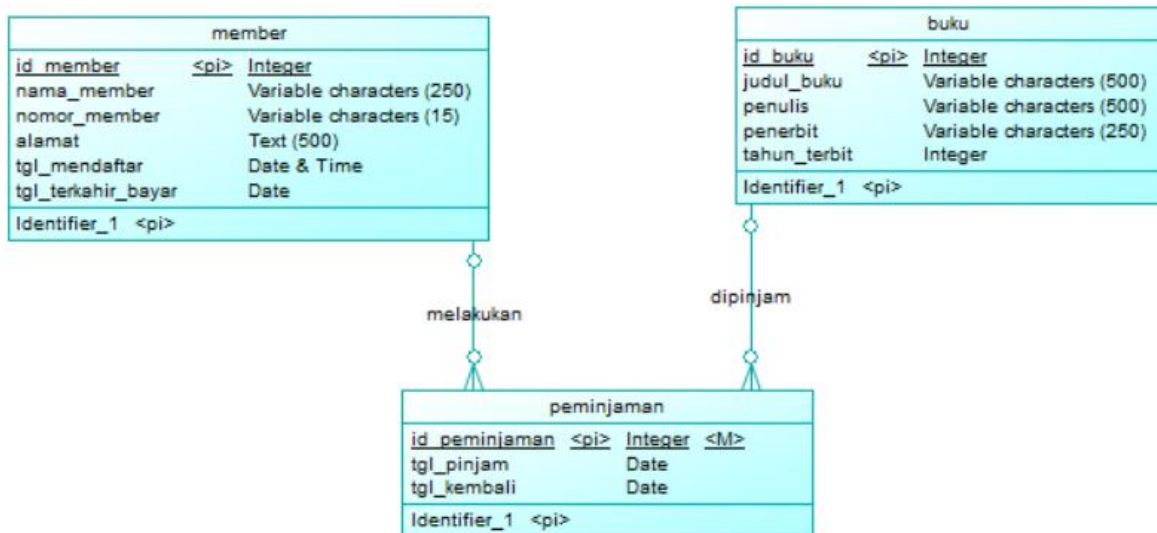 member
id_member <pi> Integer
nama_member Variable characters (250)
nomor_member Variable characters (15)
alamat Text (500)
tgl_mendaftar Date & Time
tgl_terkahir_bayar Date
Identifier_1 <pi>
buku
id_buku <pi> Integer
judul_buku Variable characters (500)
penulis Variable characters (500)
penerbit Variable characters (250)
tahun_terbit Integer
Identifier_1 <pi>
melakukan
dipinjam
peminjaman
id_peminjaman <pi> Integer <M>
tgl_pinjam Date
tgl_kembali Date
Identifier_1 <pi>